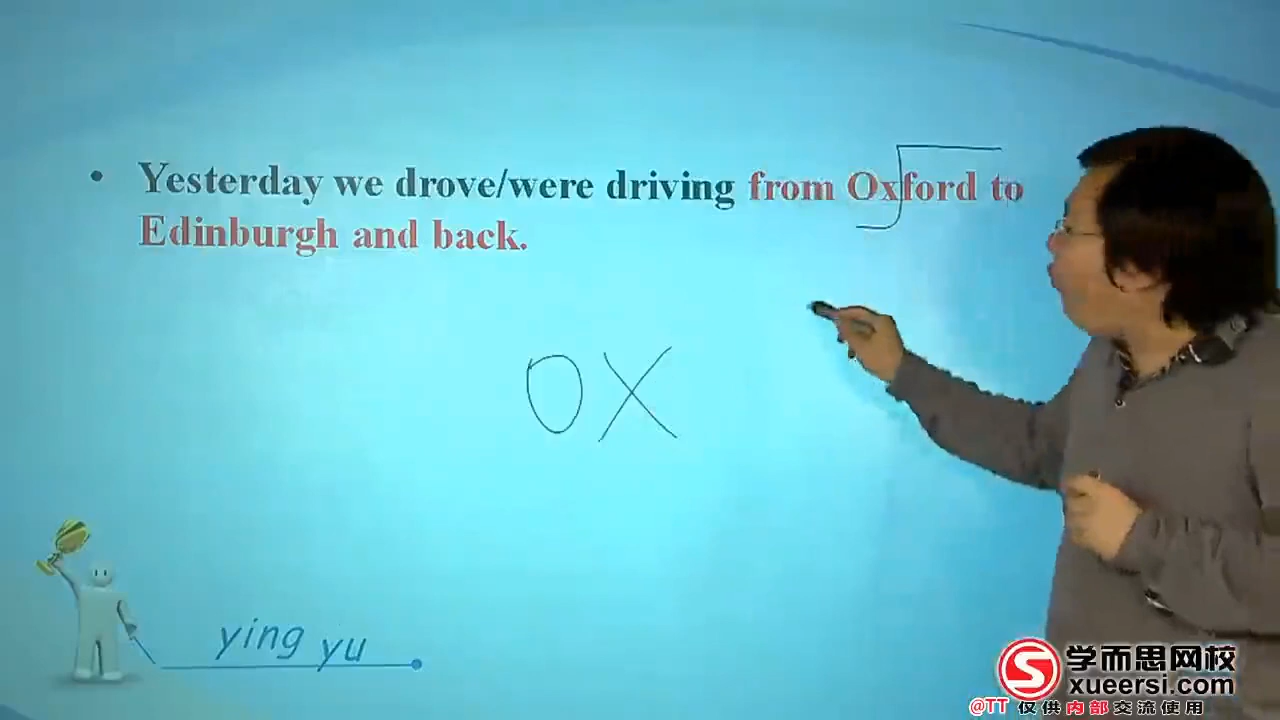 • Yesterday we drove/were driving from Oxford to
Edinburgh and back.
OX
ying yu
学而思网校
xueersi.com
@TT 仅供内部交流使用